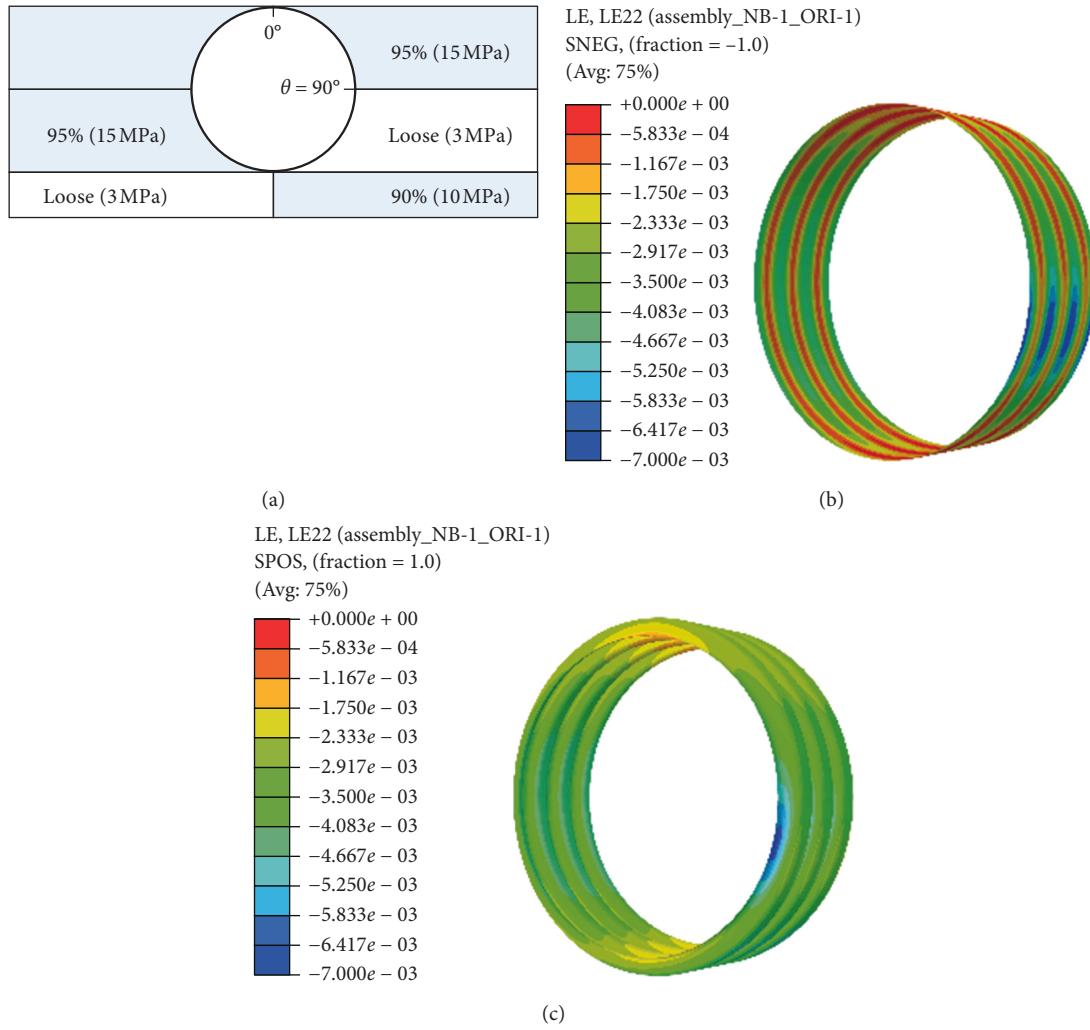 0°
95% (15 MPa)
θ = 90°
95% (15 MPa)
Loose (3 MPa)
Loose (3 MPa)
90% (10 MPa)
(a)
LE, LE22 (assembly_NB-1_ORI-1)
SNEG, (fraction = –1.0)
(Avg: 75%)
+0.000e + 00
–5.833e – 04
–1.167e – 03
–1.750e – 03
–2.333e – 03
–2.917e – 03
–3.500e – 03
–4.083e – 03
–4.667e – 03
–5.250e – 03
–5.833e – 03
–6.417e – 03
–7.000e – 03
(b)
LE, LE22 (assembly_NB-1_ORI-1)
SPOS, (fraction = 1.0)
(Avg: 75%)
+0.000e + 00
–5.833e – 04
–1.167e – 03
–1.750e – 03
–2.333e – 03
–2.917e – 03
–3.500e – 03
–4.083e – 03
–4.667e – 03
–5.250e – 03
–5.833e – 03
–6.417e – 03
–7.000e – 03
(c)